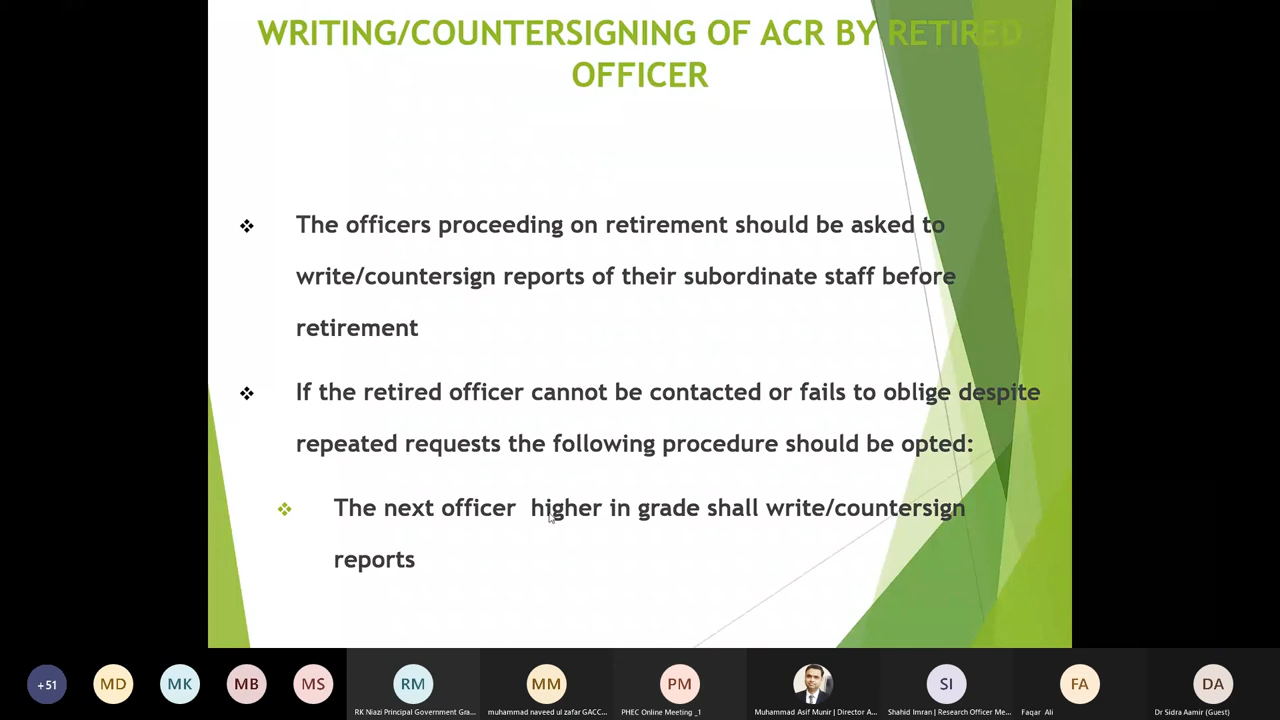 WRITING/COUNTERSIGNING OF ACR BY RETIRED
OFFICER
The officers proceeding on retirement should be asked to
write/countersign reports of their subordinate staff before
retirement
If the retired officer cannot be contacted or fails to oblige despite
repeated requests the following procedure should be opted:
The next officer higher in grade shall write/countersign
reports
+51 MD MK MB MS RM MM PM SI FA DA
RK Niazi Principal Government Gra... muhammad naveed ul zafar GACC... PHEC Online Meeting _1 Muhammad Asif Munir | Director A... Shahid Imran | Research Officer Me... Faqar Ali Dr Sidra Aamir (Guest)